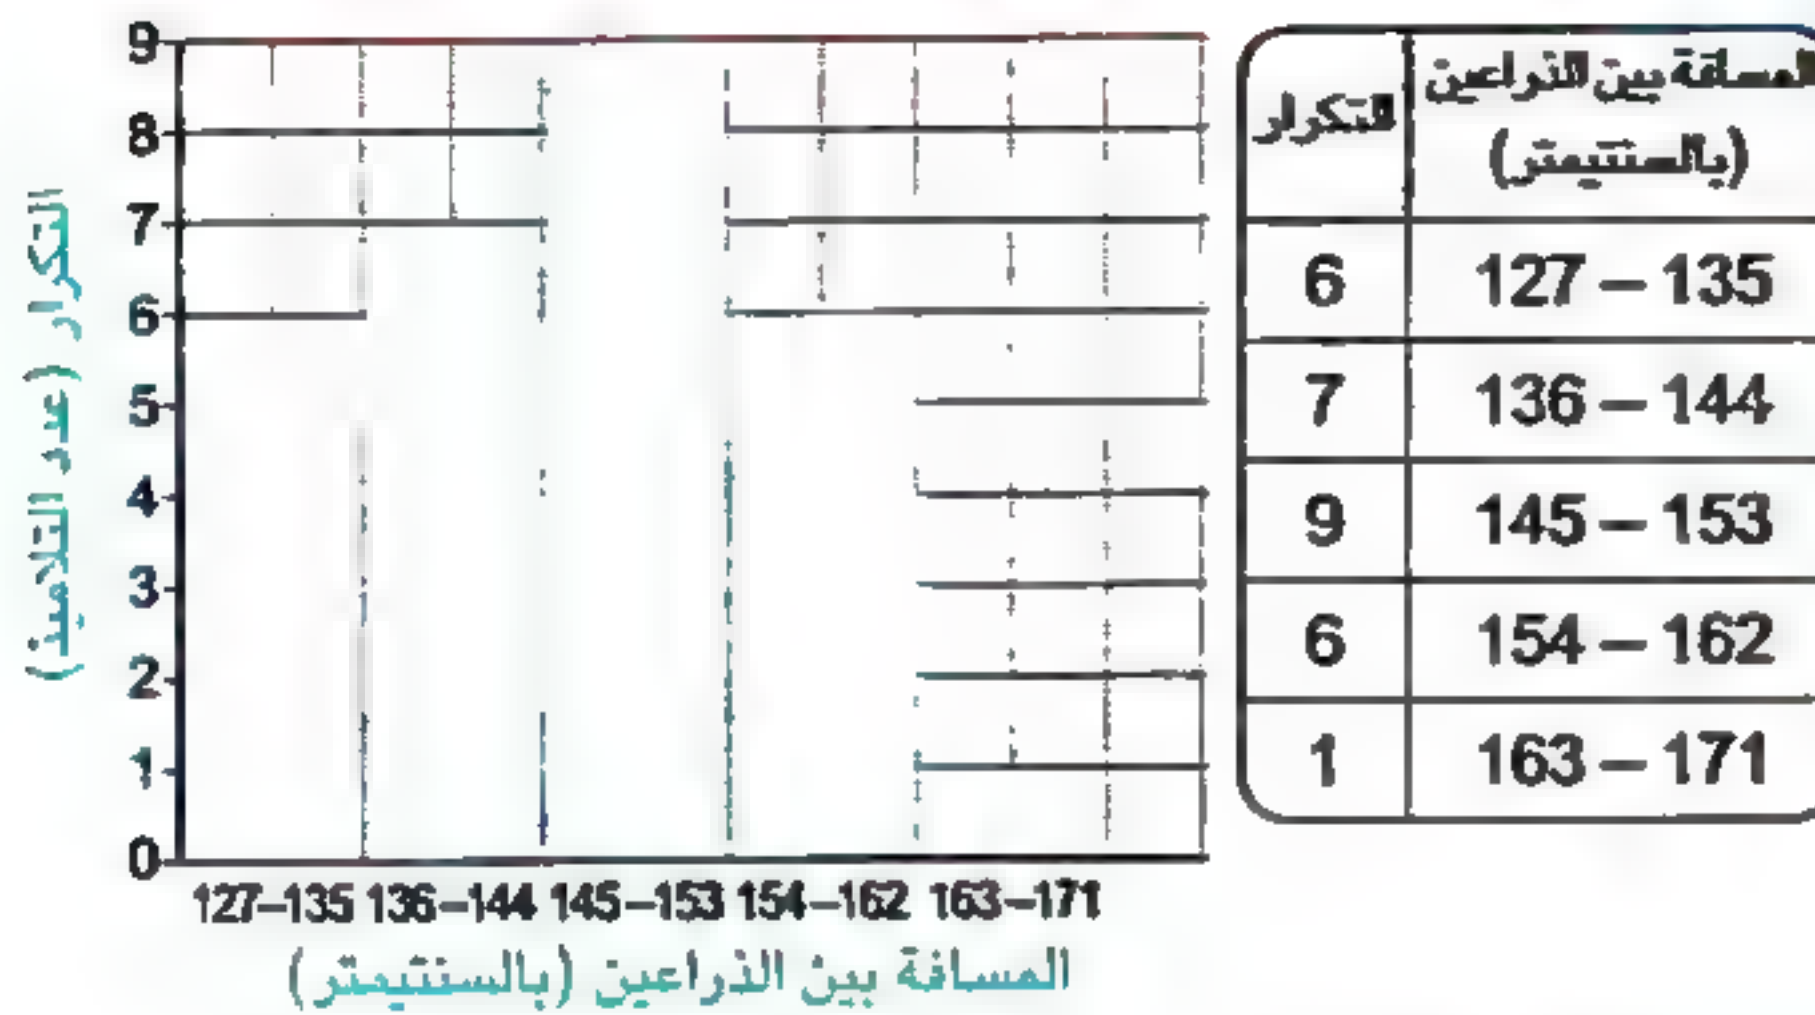 9
8
7
6
5
4
3
2
1
0
التكرار (عدد التلاميذ)
127–135 136–144 145–153 154–162 163–171
المسافة بين الذراعين (بالسنتيمتر)
المسافة بين الذراعين (بالسنتيمتر) التكرار
127 – 135 6
136 – 144 7
145 – 153 9
154 – 162 6
163 – 171 1